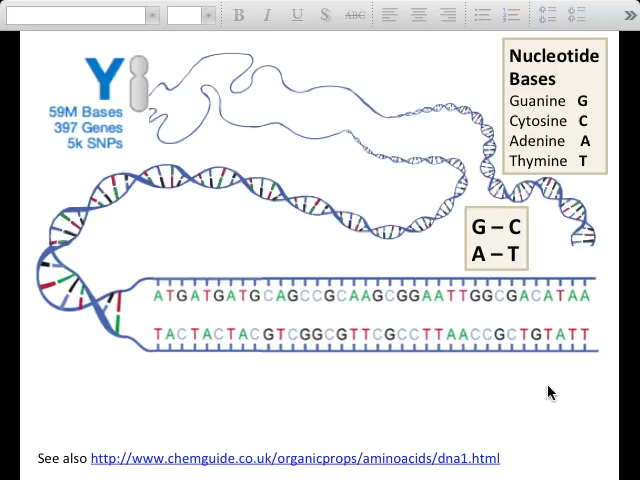 B I U S ABC
Y
59M Bases
397 Genes
5k SNPs
Nucleotide
Bases
Guanine G
Cytosine C
Adenine A
Thymine T
G – C
A – T
ATGATGATGCAGCCGCAAGCGGAATTGGCGACATAA
TACTACTACGTCGGCGTTCGCCTTAACCGCTGTATT
See also http://www.chemguide.co.uk/organicprops/aminoacids/dna1.html